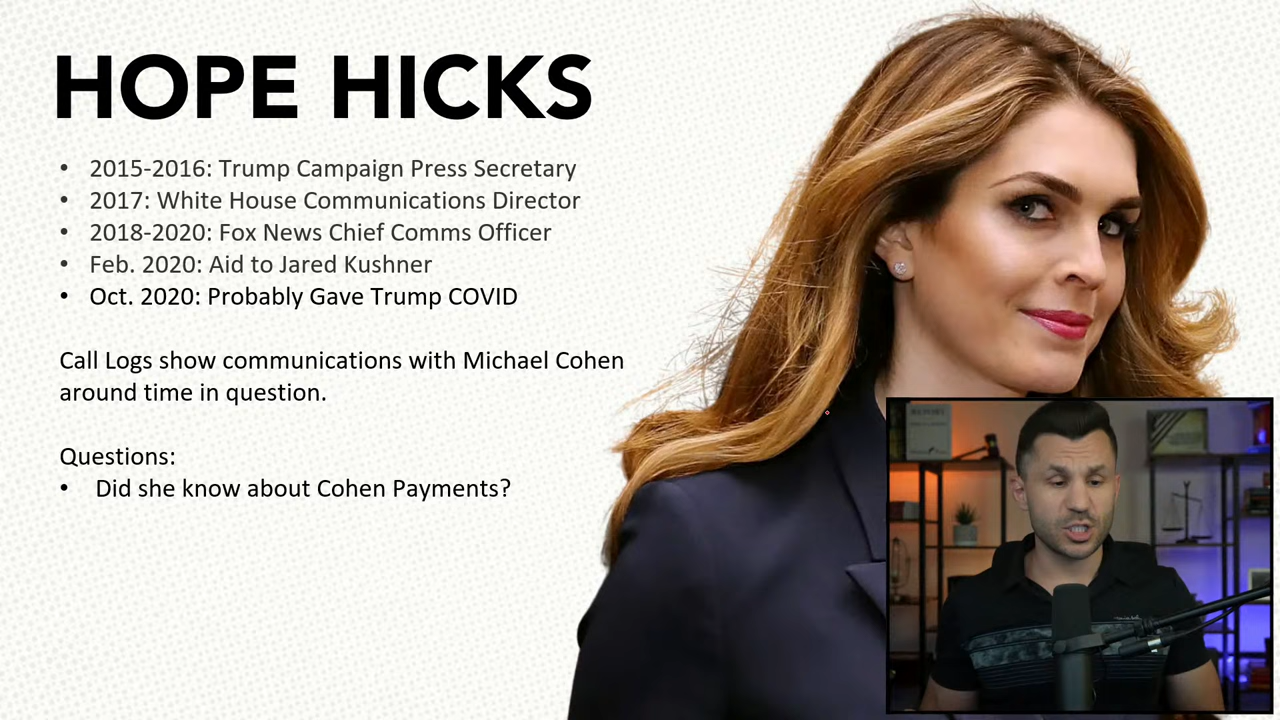 HOPE HICKS
• 2015-2016: Trump Campaign Press Secretary
• 2017: White House Communications Director
• 2018-2020: Fox News Chief Comms Officer
• Feb. 2020: Aid to Jared Kushner
• Oct. 2020: Probably Gave Trump COVID
Call Logs show communications with Michael Cohen
around time in question.
Questions:
• Did she know about Cohen Payments?